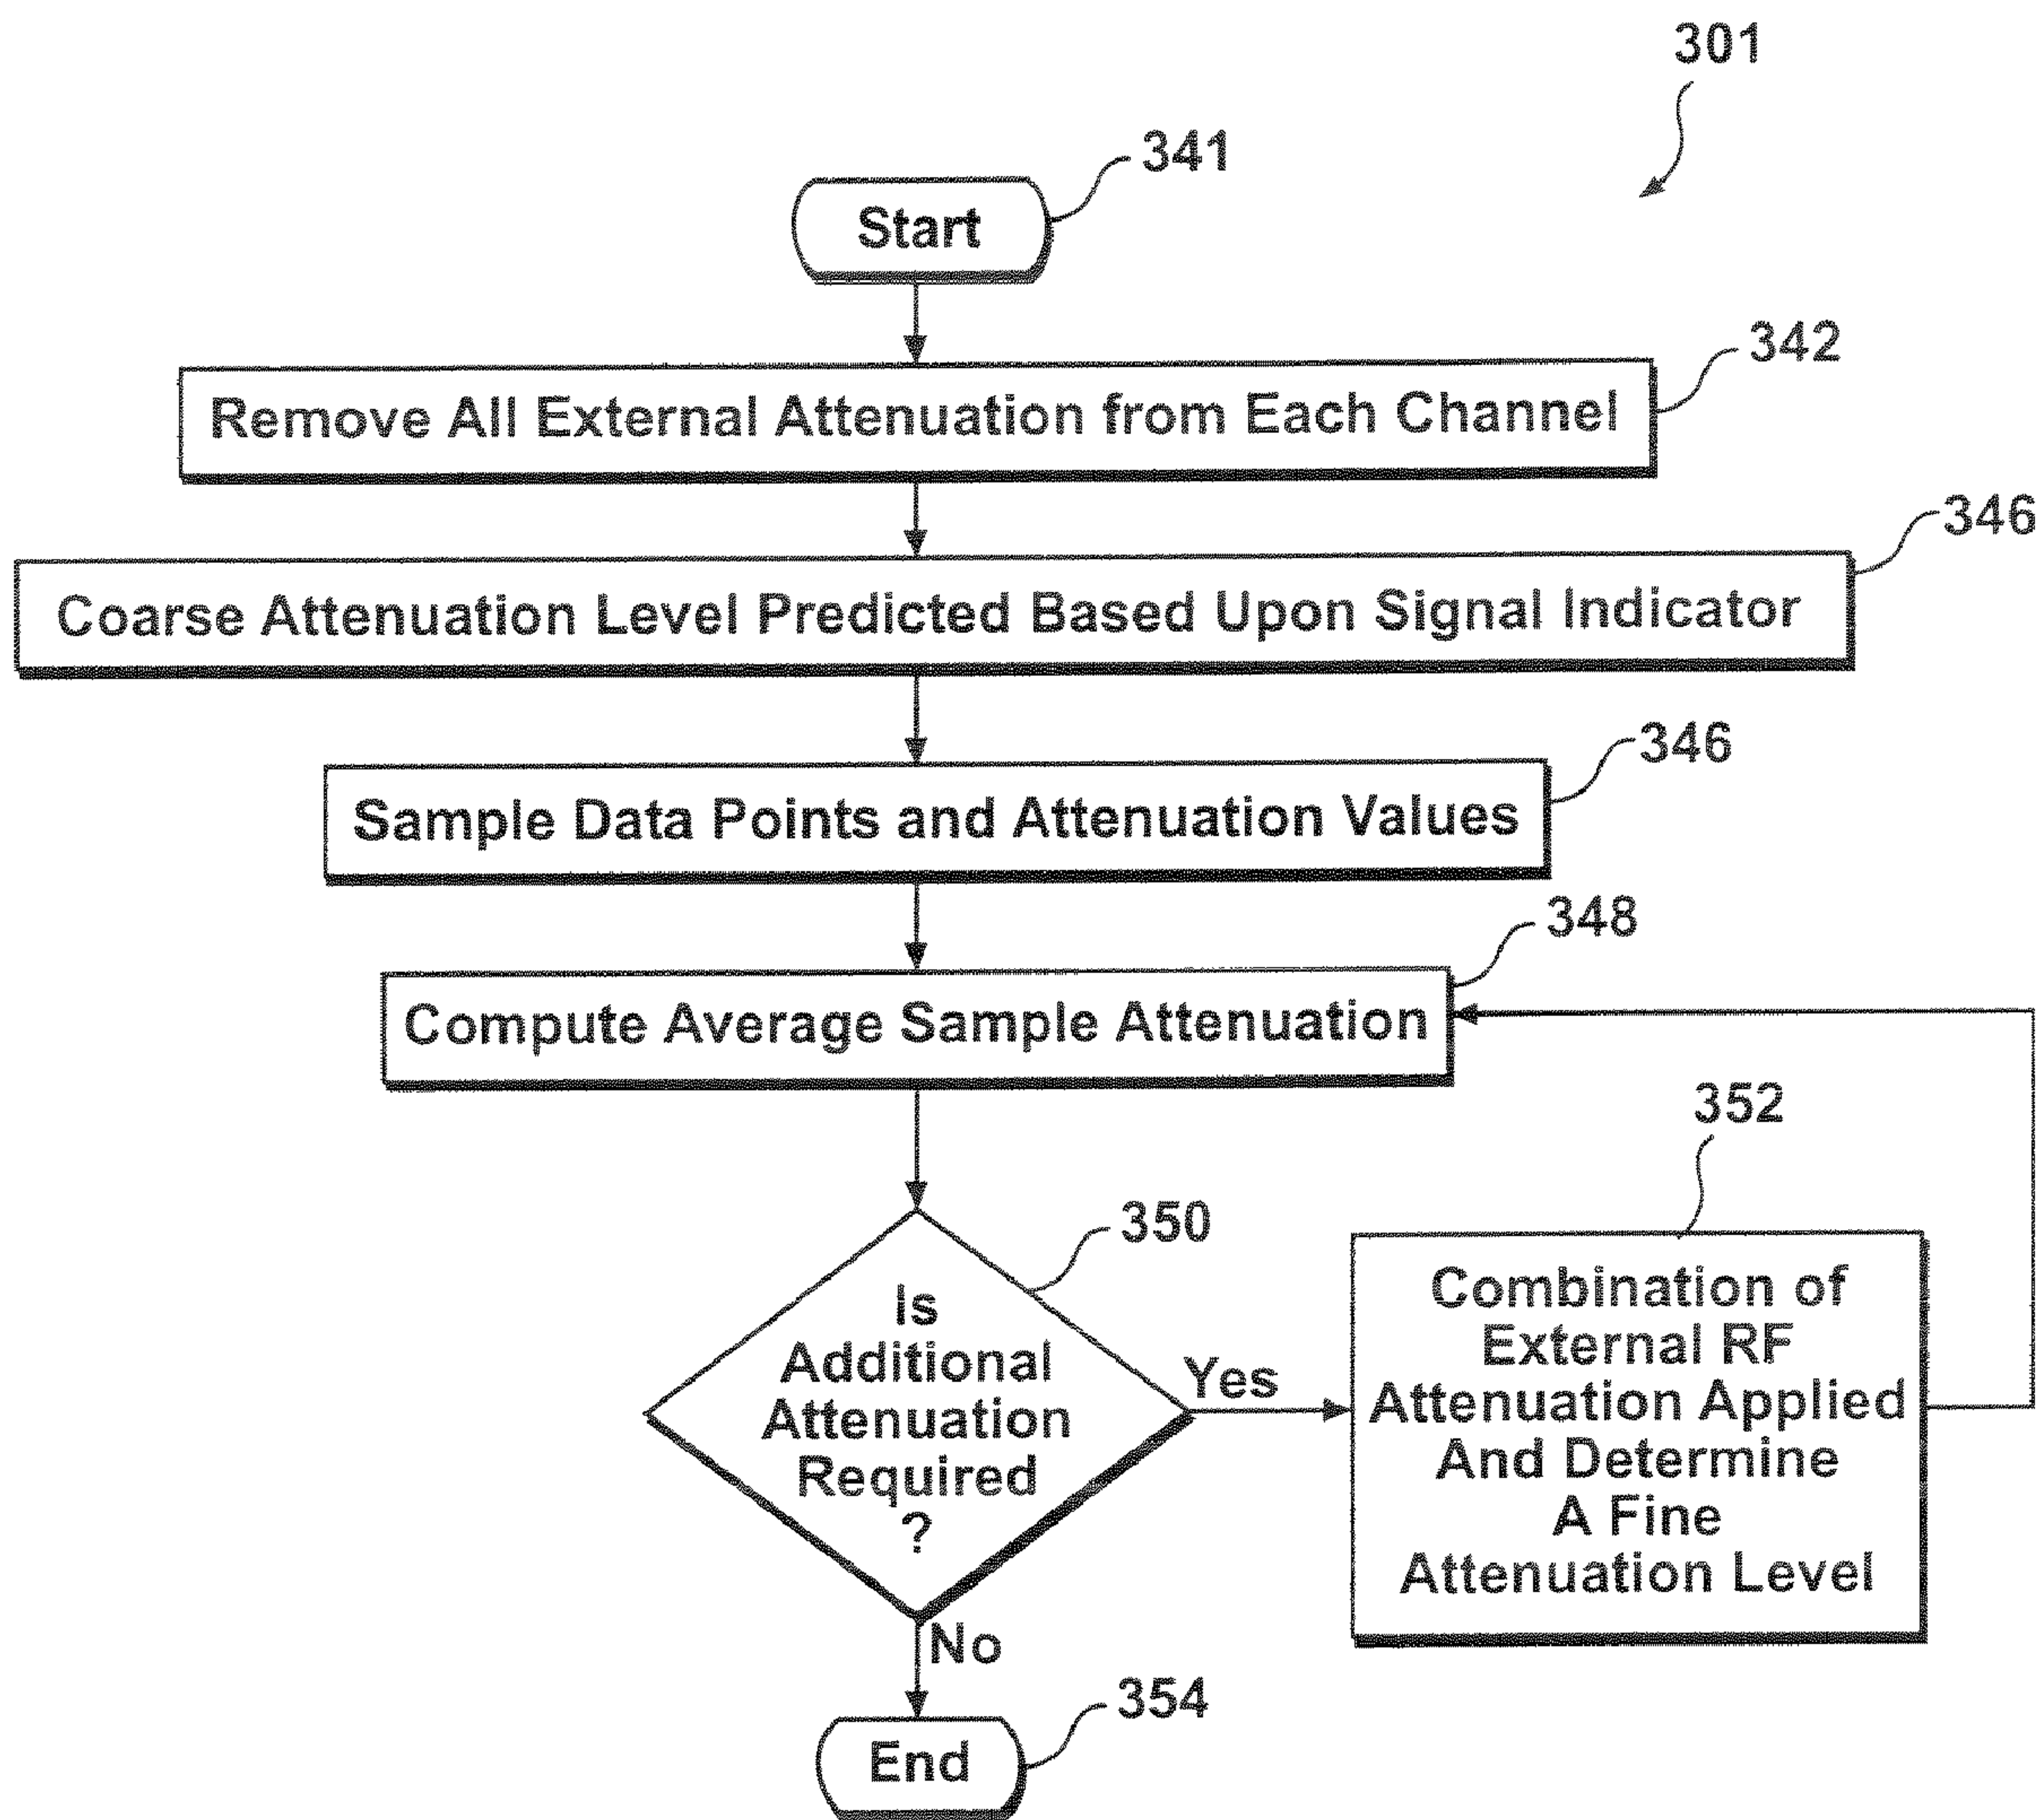 301
341
Start
342
Remove All External Attenuation from Each Channel
346
Coarse Attenuation Level Predicted Based Upon Signal Indicator
346
Sample Data Points and Attenuation Values
348
Compute Average Sample Attenuation
350
Is
Additional
Attenuation
Required
?
Yes
352
Combination of
External RF
Attenuation Applied
And Determine
A Fine
Attenuation Level
No
354
End